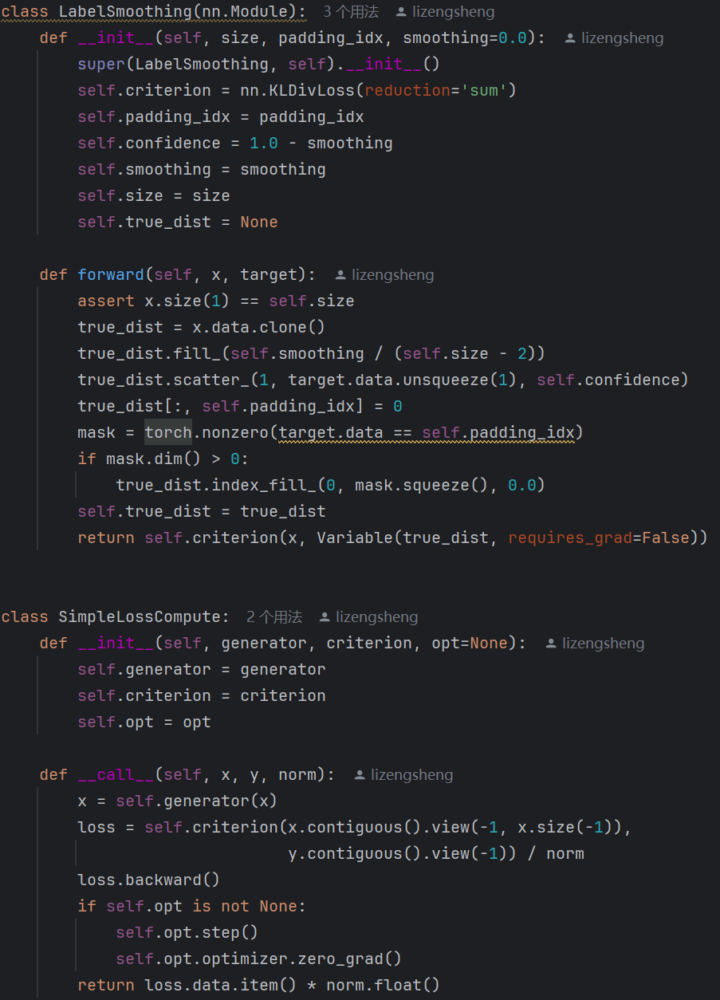 class LabelSmoothing(nn.Module): 3 个用法 lizengsheng
    def __init__(self, size, padding_idx, smoothing=0.0): lizengsheng
        super(LabelSmoothing, self).__init__()
        self.criterion = nn.KLDivLoss(reduction='sum')
        self.padding_idx = padding_idx
        self.confidence = 1.0 - smoothing
        self.smoothing = smoothing
        self.size = size
        self.true_dist = None

    def forward(self, x, target): lizengsheng
        assert x.size(1) == self.size
        true_dist = x.data.clone()
        true_dist.fill_(self.smoothing / (self.size - 2))
        true_dist.scatter_(1, target.data.unsqueeze(1), self.confidence)
        true_dist[:, self.padding_idx] = 0
        mask = torch.nonzero(target.data == self.padding_idx)
        if mask.dim() > 0:
            true_dist.index_fill_(0, mask.squeeze(), 0.0)
        self.true_dist = true_dist
        return self.criterion(x, Variable(true_dist, requires_grad=False))

class SimpleLossCompute: 2 个用法 lizengsheng
    def __init__(self, generator, criterion, opt=None): lizengsheng
        self.generator = generator
        self.criterion = criterion
        self.opt = opt

    def __call__(self, x, y, norm): lizengsheng
        x = self.generator(x)
        loss = self.criterion(x.contiguous().view(-1, x.size(-1)),
                              y.contiguous().view(-1)) / norm
        loss.backward()
        if self.opt is not None:
            self.opt.step()
            self.opt.optimizer.zero_grad()
        return loss.data.item() * norm.float()